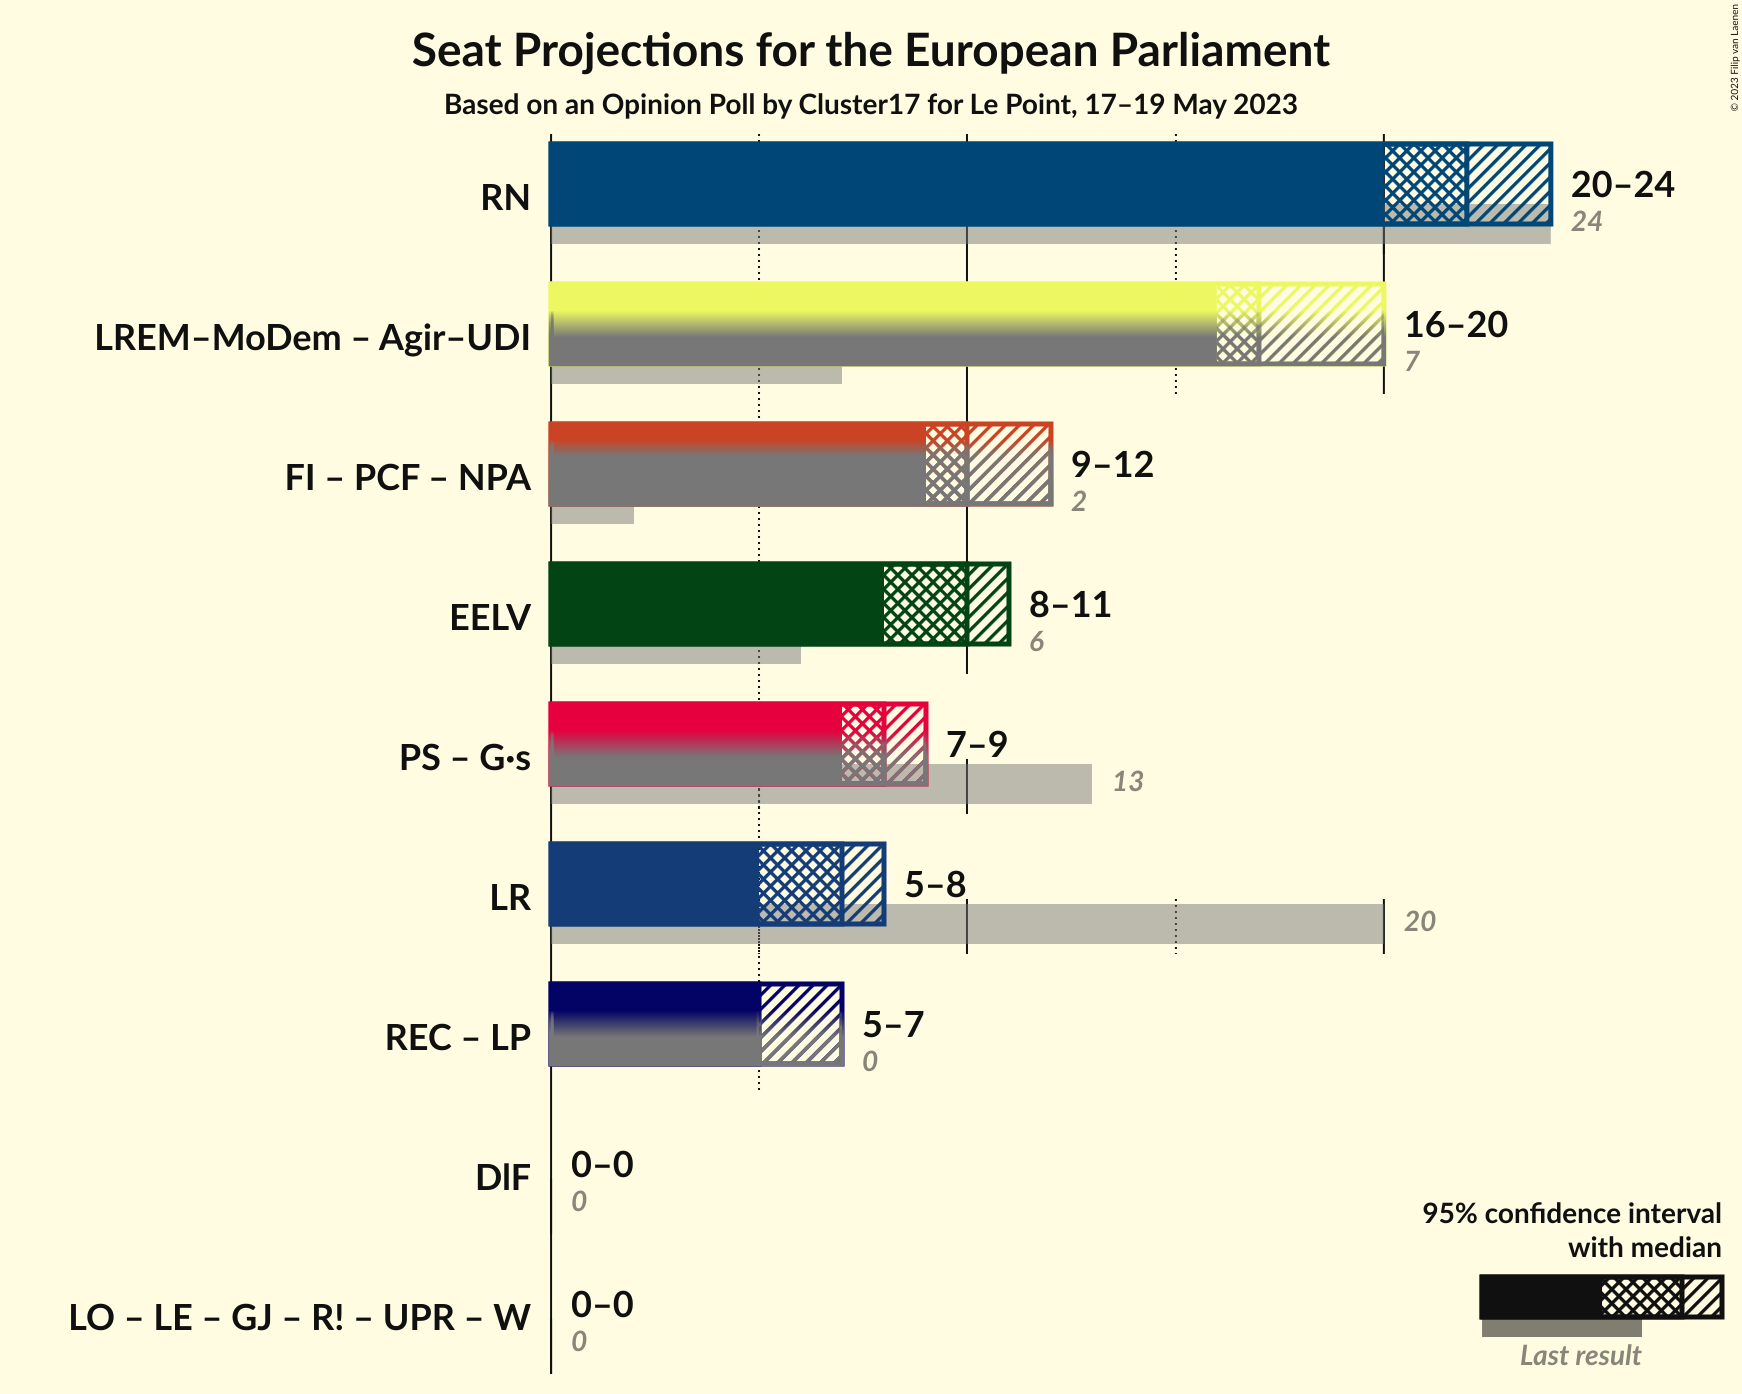 Seat Projections for the European Parliament
Based on an Opinion Poll by Cluster17 for Le Point, 17–19 May 2023
© 2023 Filip van Laenen
RN
20–24
24
LREM–MoDem – Agir–UDI
16–20
7
FI – PCF – NPA
9–12
2
EELV
8–11
6
PS – G·s
7–9
13
LR
5–8
20
REC – LP
5–7
0
DlF
0–0
0
LO – LE – GJ – R! – UPR – W
0–0
0
95% confidence interval
with median
Last result